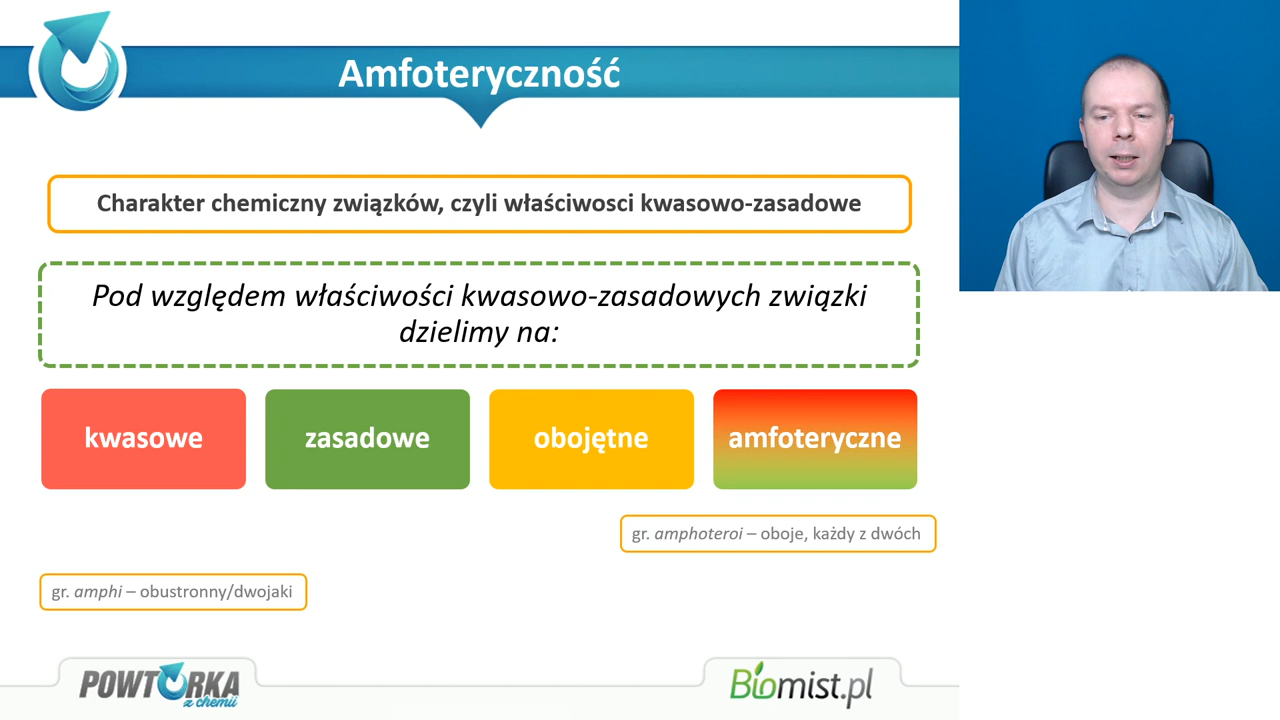 Amfoteryczność
Charakter chemiczny związków, czyli właściwosci kwasowo-zasadowe
Pod względem właściwości kwasowo-zasadowych związki
dzielimy na:
kwasowe
zasadowe
obojętne
amfoteryczne
gr. amphoteroi – oboje, każdy z dwóch
gr. amphi – obustronny/dwojaki
POWTÓRKA
z chemii
Biomist.pl